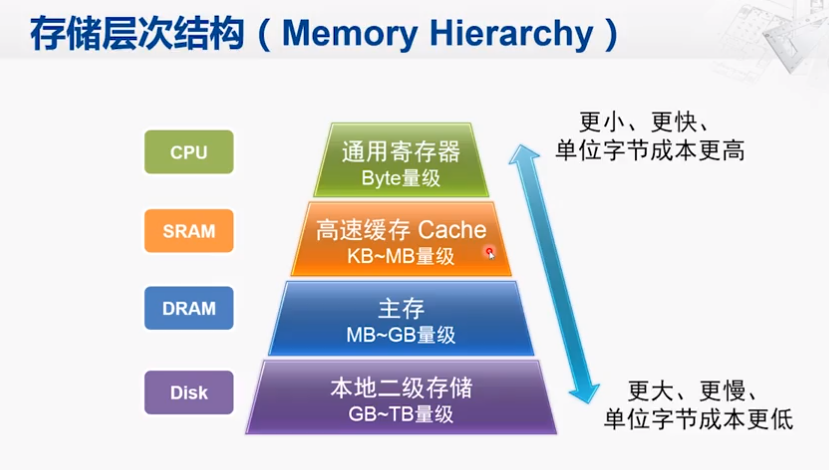 存储层次结构（Memory Hierarchy）
CPU
通用寄存器
Byte量级
更小、更快、
单位字节成本更高
SRAM
高速缓存 Cache
KB~MB量级
DRAM
主存
MB~GB量级
Disk
本地二级存储
GB~TB量级
更大、更慢、
单位字节成本更低